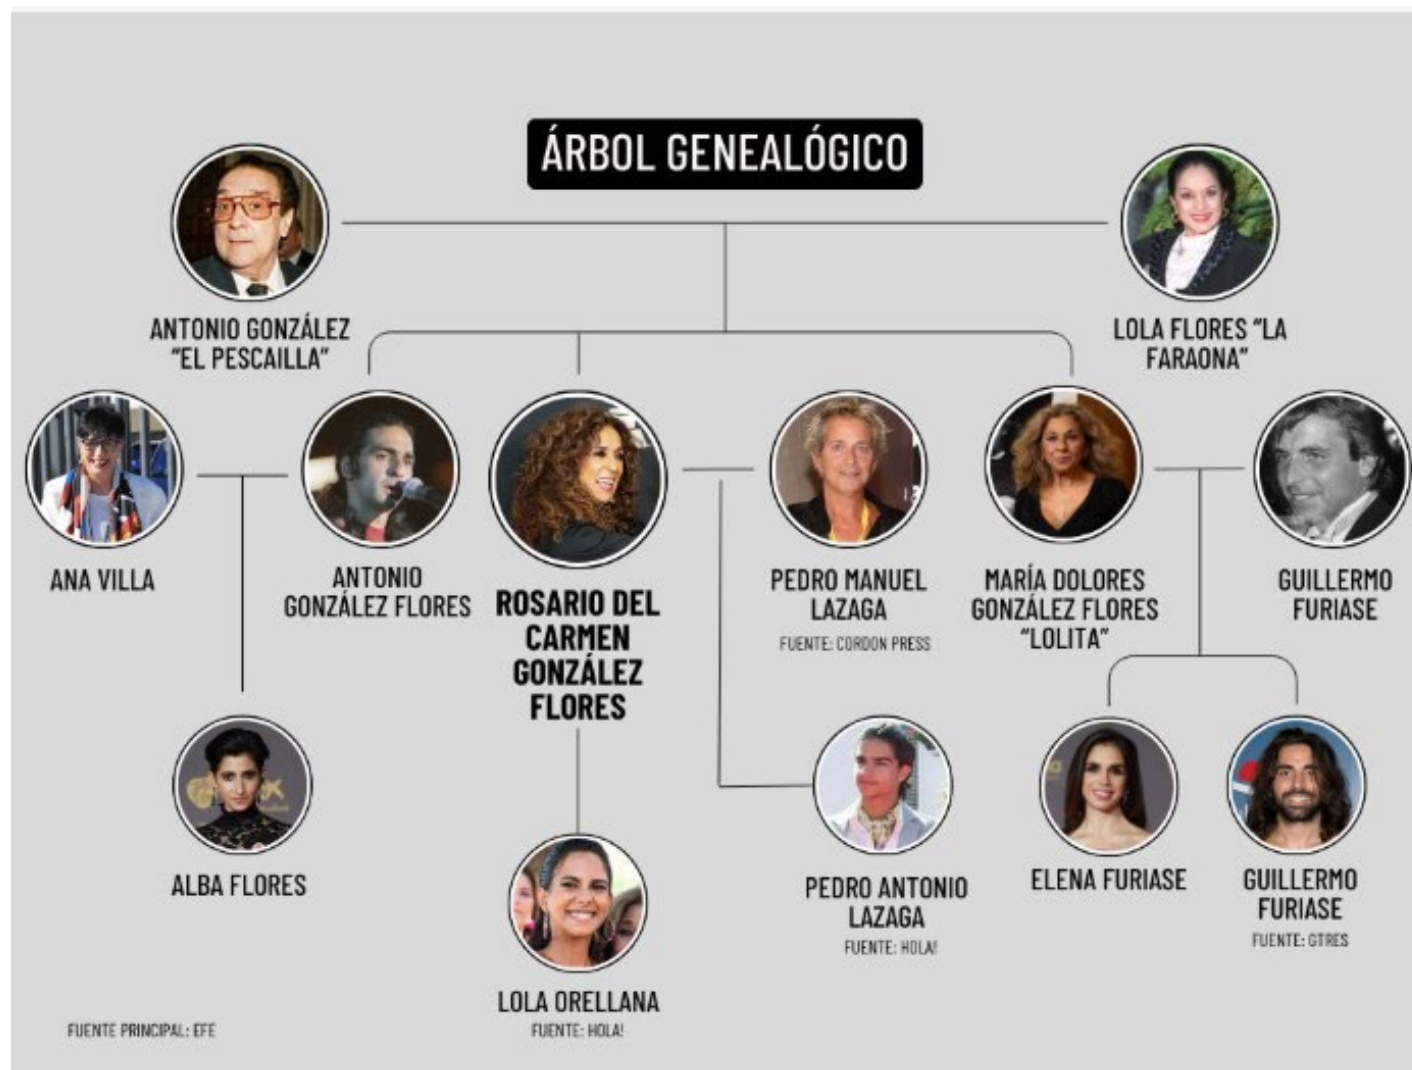 ÁRBOL GENEALÓGICO
ANTONIO GONZÁLEZ
"EL PESCAILLA"
LOLA FLORES "LA
FARAONA"
ANA VILLA
ANTONIO
GONZÁLEZ FLORES
ROSARIO DEL
CARMEN
GONZÁLEZ
FLORES
PEDRO MANUEL
LAZAGA
FUENTE: CORDON PRESS
MARÍA DOLORES
GONZÁLEZ FLORES
"LOLITA"
GUILLERMO
FURIASE
ALBA FLORES
LOLA ORELLANA
FUENTE: HOLA!
PEDRO ANTONIO
LAZAGA
FUENTE: HOLA!
ELENA FURIASE
GUILLERMO
FURIASE
FUENTE: GTRES
FUENTE PRINCIPAL: EFE